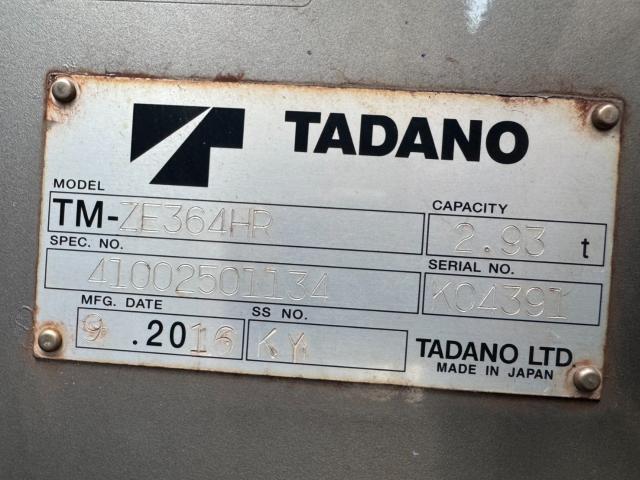 TADANO
MODEL
TM-ZE364HR
CAPACITY
2.93 t
SPEC. NO.
41002501134
SERIAL NO.
KO4391
MFG. DATE
9 .2016
SS NO.
KY
TADANO LTD.
MADE IN JAPAN